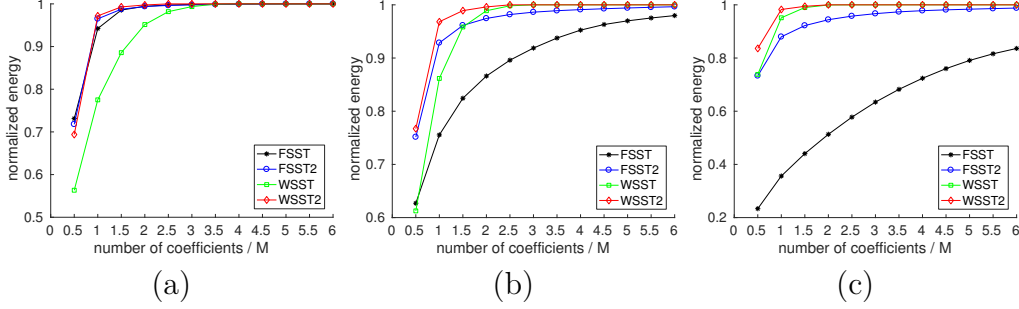 normalized energy
1
0.9
0.8
0.7
0.6
0.5
0 0.5 1 1.5 2 2.5 3 3.5 4 4.5 5 5.5 6
number of coefficients / M
FSST
FSST2
WSST
WSST2
(a)
normalized energy
1
0.9
0.8
0.7
0.6
0 0.5 1 1.5 2 2.5 3 3.5 4 4.5 5 5.5 6
number of coefficients / M
FSST
FSST2
WSST
WSST2
(b)
normalized energy
1
0.8
0.6
0.4
0.2
0 0.5 1 1.5 2 2.5 3 3.5 4 4.5 5 5.5 6
number of coefficients / M
FSST
FSST2
WSST
WSST2
(c)